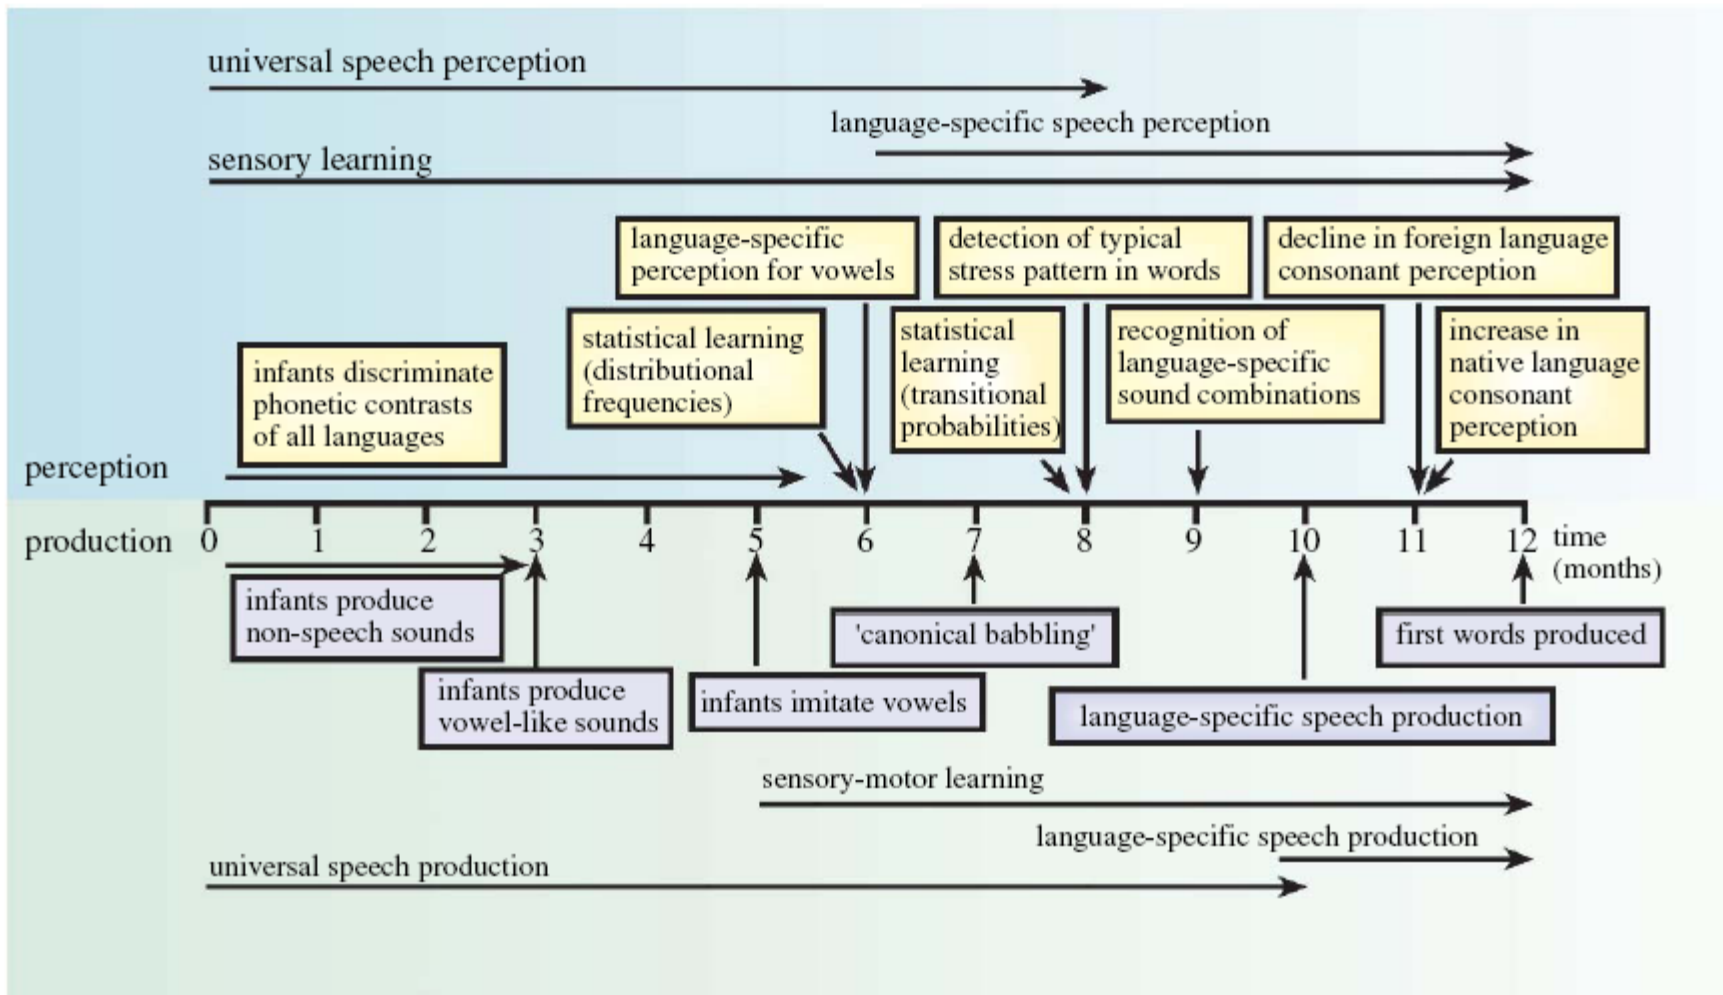 universal speech perception
language-specific speech perception
sensory learning
language-specific
perception for vowels
detection of typical
stress pattern in words
decline in foreign language
consonant perception
infants discriminate
phonetic contrasts
of all languages
statistical learning
(distributional
frequencies)
statistical
learning
(transitional
probabilities)
recognition of
language-specific
sound combinations
increase in
native language
consonant
perception
perception
production
0 1 2 3 4 5 6 7 8 9 10 11 12
time
(months)
infants produce
non-speech sounds
infants produce
vowel-like sounds
infants imitate vowels
'canonical babbling'
language-specific speech production
first words produced
sensory-motor learning
language-specific speech production
universal speech production